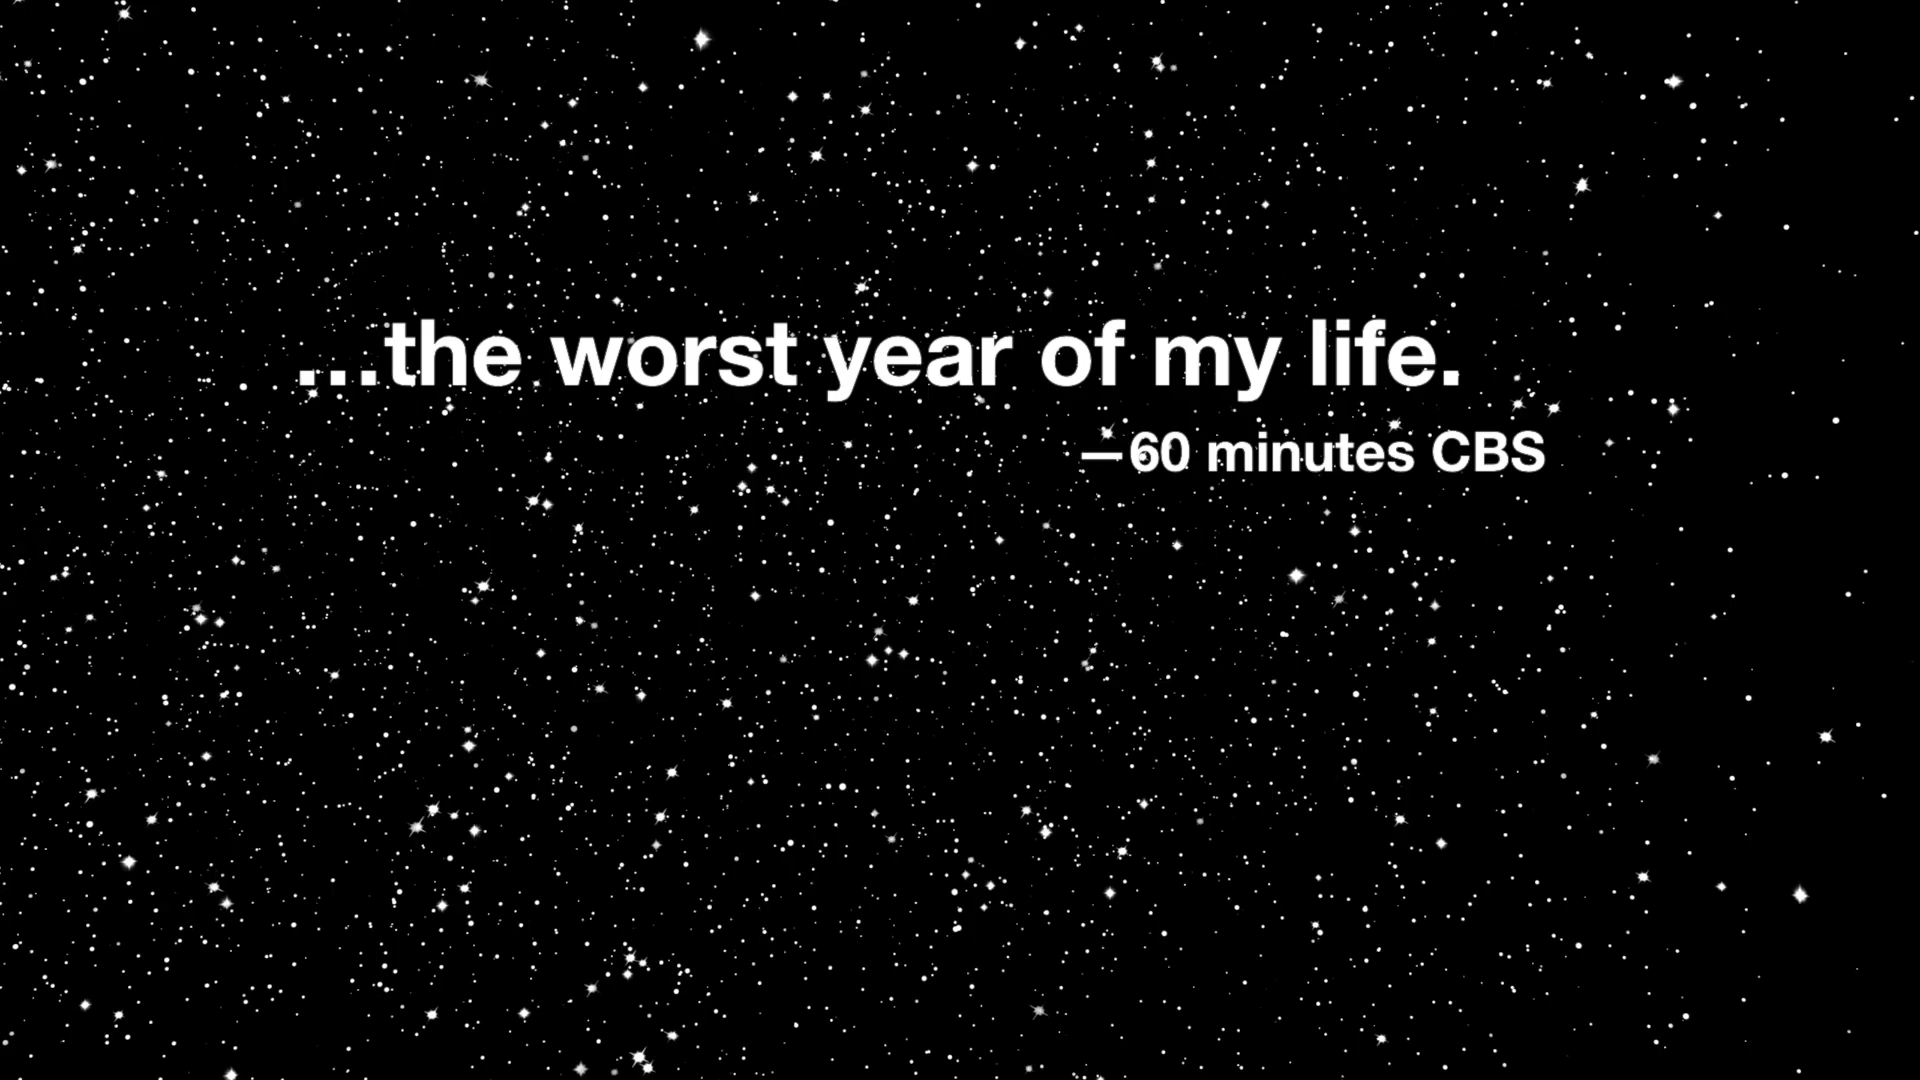 ...the worst year of my life.
—60 minutes CBS